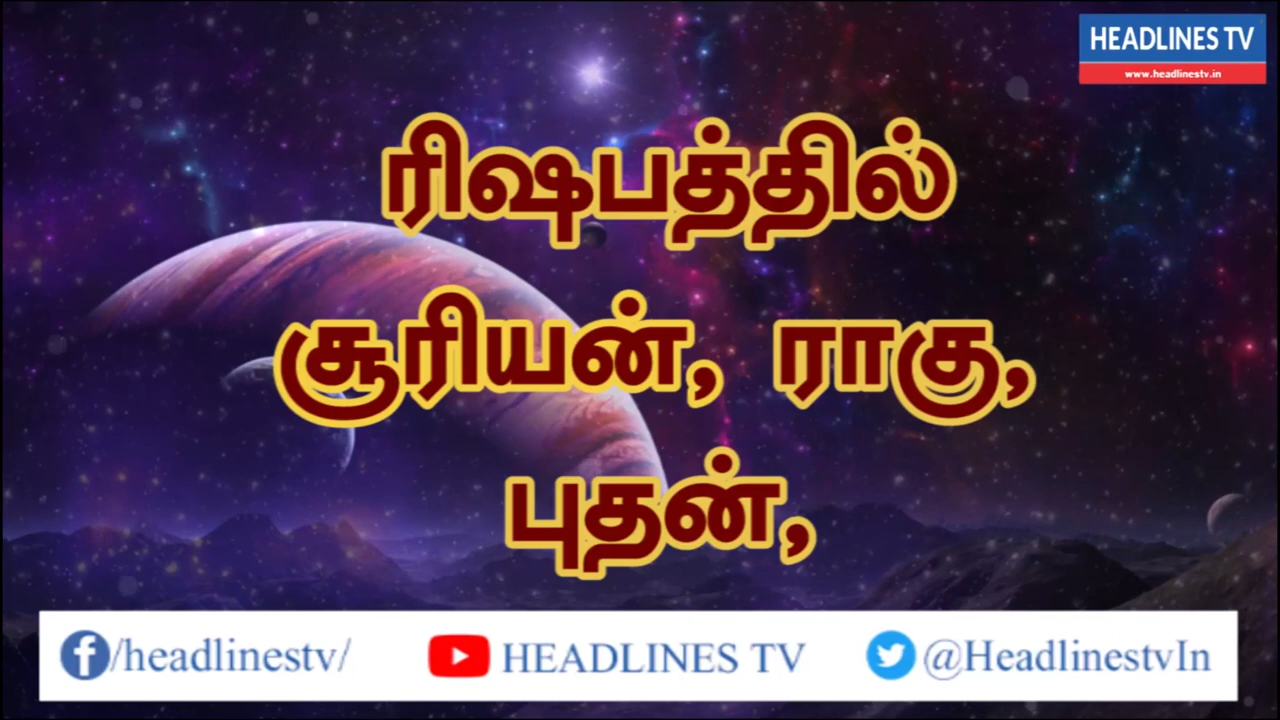 HEADLINES TV
www.headlinestv.in
ரிஷபத்தில்
சூரியன், ராகு,
புதன்,
/headlinestv/ HEADLINES TV @HeadlinestvIn